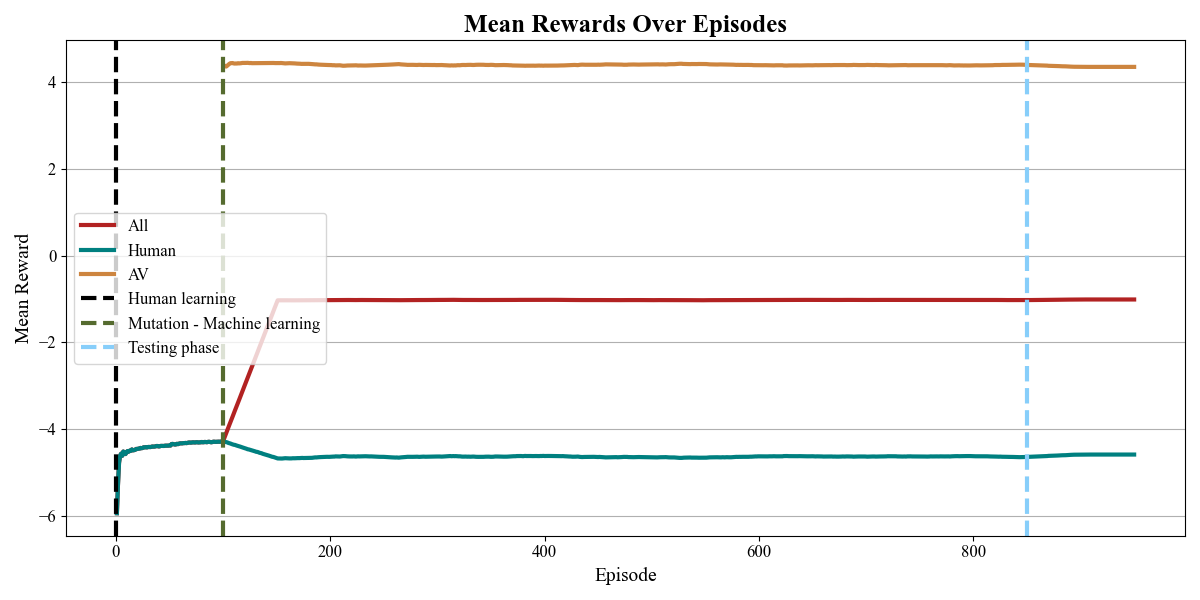 Mean Rewards Over Episodes
Mean Reward
4
2
0
−2
−4
−6
All
Human
AV
Human learning
Mutation - Machine learning
Testing phase
0 200 400 600 800
Episode